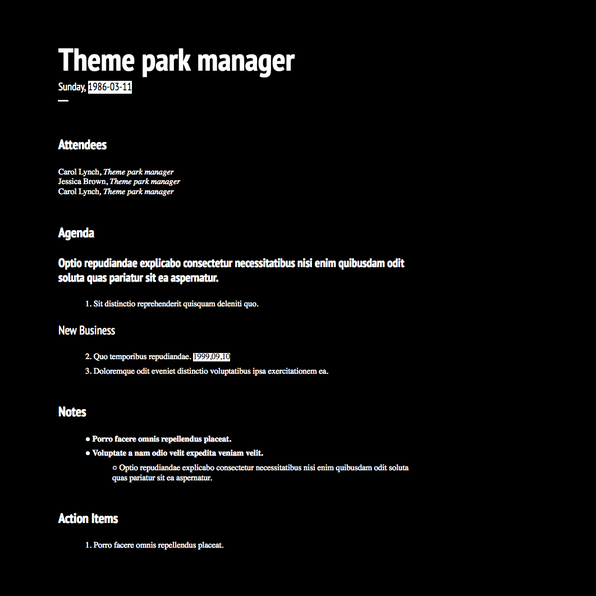 Theme park manager
Sunday, 1986-03-11
Attendees
Carol Lynch, Theme park manager
Jessica Brown, Theme park manager
Carol Lynch, Theme park manager
Agenda
Optio repudiandae explicabo consectetur necessitatibus nisi enim quibusdam odit
soluta quas pariatur sit ea aspernatur.
1. Sit distinctio reprehenderit quisquam deleniti quo.
New Business
2. Quo temporibus repudiandae. 1999.09.10
3. Doloremque odit eveniet distinctio voluptatibus ipsa exercitationem ea.
Notes
● Porro facere omnis repellendus placeat.
● Voluptate a nam odio velit expedita veniam velit.
○ Optio repudiandae explicabo consectetur necessitatibus nisi enim quibusdam odit soluta
quas pariatur sit ea aspernatur.
Action Items
1. Porro facere omnis repellendus placeat.